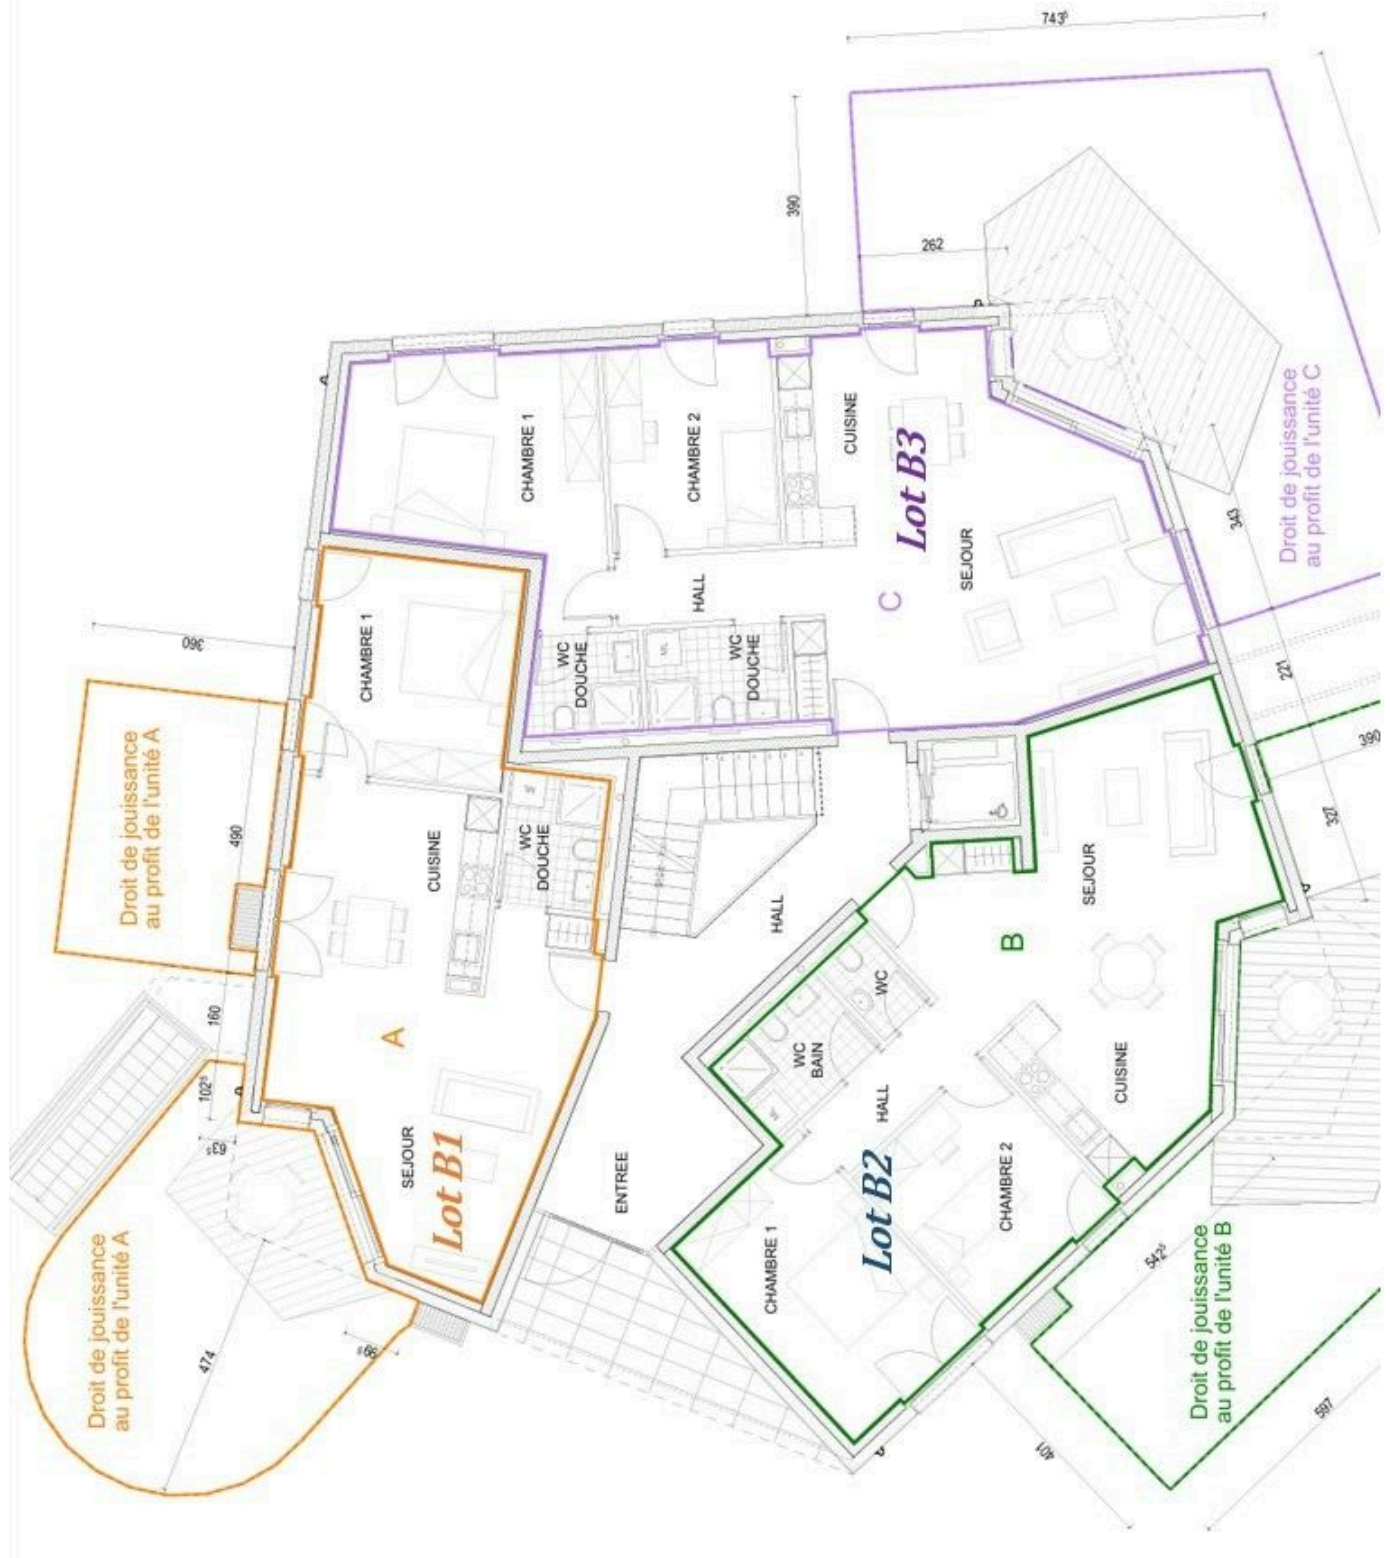 743⁵
390
262
CHAMBRE 1
CHAMBRE 2
CUISINE
Lot B3
C
SEJOUR
HALL
WC
DOUCHE
WC
DOUCHE
ML
Droit de jouissance
au profit de l'unité C
343
221
390
327
360
Droit de jouissance
au profit de l'unité A
490
160
102⁵
63⁵
CHAMBRE 1
CUISINE
WC
DOUCHE
ML
A
SEJOUR
Lot B1
Droit de jouissance
au profit de l'unité A
474
99⁵
HALL
ENTREE
SEJOUR
B
WC
WC
BAIN
ML
HALL
CUISINE
CHAMBRE 2
Lot B2
CHAMBRE 1
542⁵
Droit de jouissance
au profit de l'unité B
597
401